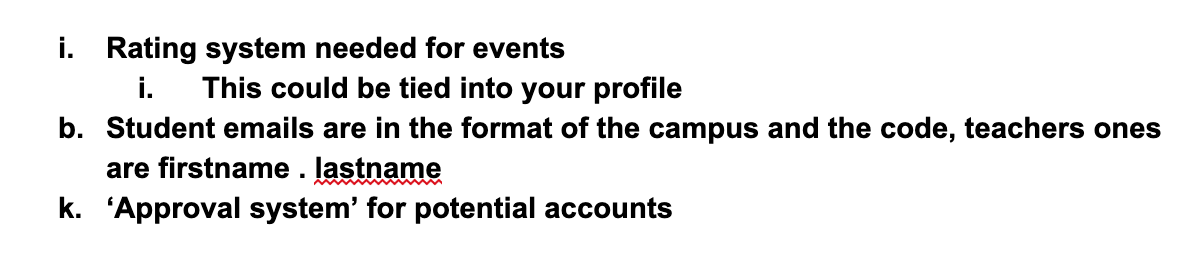 i. Rating system needed for events
i. This could be tied into your profile
b. Student emails are in the format of the campus and the code, teachers ones
are firstname . lastname
k. ‘Approval system’ for potential accounts